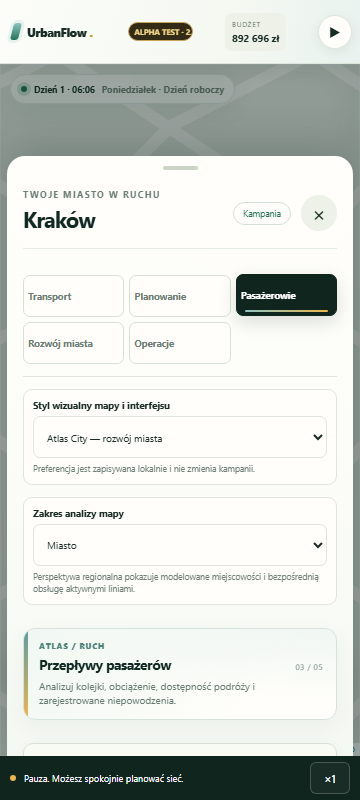 UrbanFlow.
ALPHA TEST · 2
BUDŻET
892 696 zł
Dzień 1 · 06:06 Poniedziałek · Dzień roboczy
TWOJE MIASTO W RUCHU
Kraków
Kampania
×
Transport
Planowanie
Pasażerowie
Rozwój miasta
Operacje
Styl wizualny mapy i interfejsu
Atlas City — rozwój miasta
Preferencja jest zapisywana lokalnie i nie zmienia kampanii.
Zakres analizy mapy
Miasto
Perspektywa regionalna pokazuje modelowane miejscowości i bezpośrednią
obsługę aktywnymi liniami.
ATLAS / RUCH
Przepływy pasażerów
03 / 05
Analizuj kolejki, obciążenie, dostępność podróży i
zarejestrowane niepowodzenia.
Pauza. Możesz spokojnie planować sieć.
×1